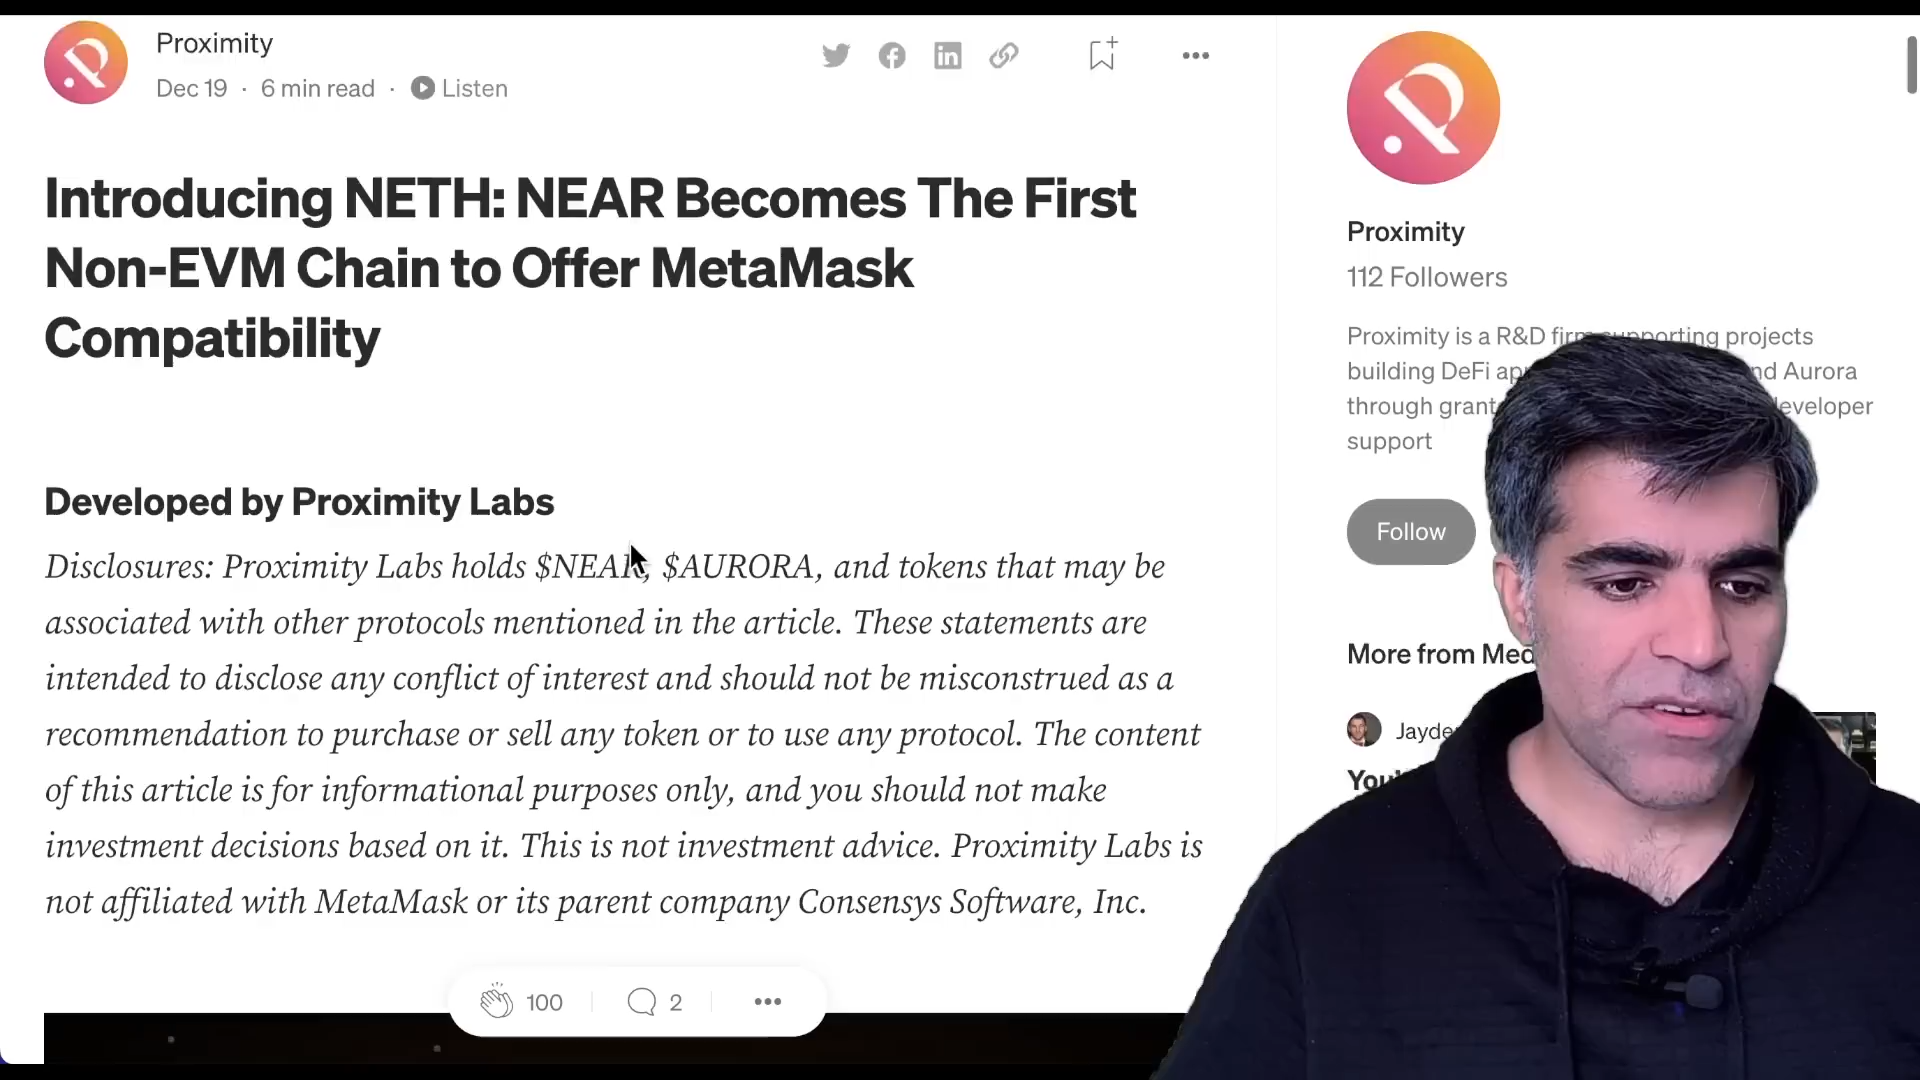 Proximity
Dec 19 · 6 min read · Listen
Introducing NETH: NEAR Becomes The First
Non-EVM Chain to Offer MetaMask
Compatibility
Developed by Proximity Labs
Disclosures: Proximity Labs holds $NEAR, $AURORA, and tokens that may be
associated with other protocols mentioned in the article. These statements are
intended to disclose any conflict of interest and should not be misconstrued as a
recommendation to purchase or sell any token or to use any protocol. The content
of this article is for informational purposes only, and you should not make
investment decisions based on it. This is not investment advice. Proximity Labs is
not affiliated with MetaMask or its parent company Consensys Software, Inc.
100
2
Proximity
112 Followers
Proximity is a R&D firm supporting projects
building DeFi and Aurora
through developer
support
Follow
More from